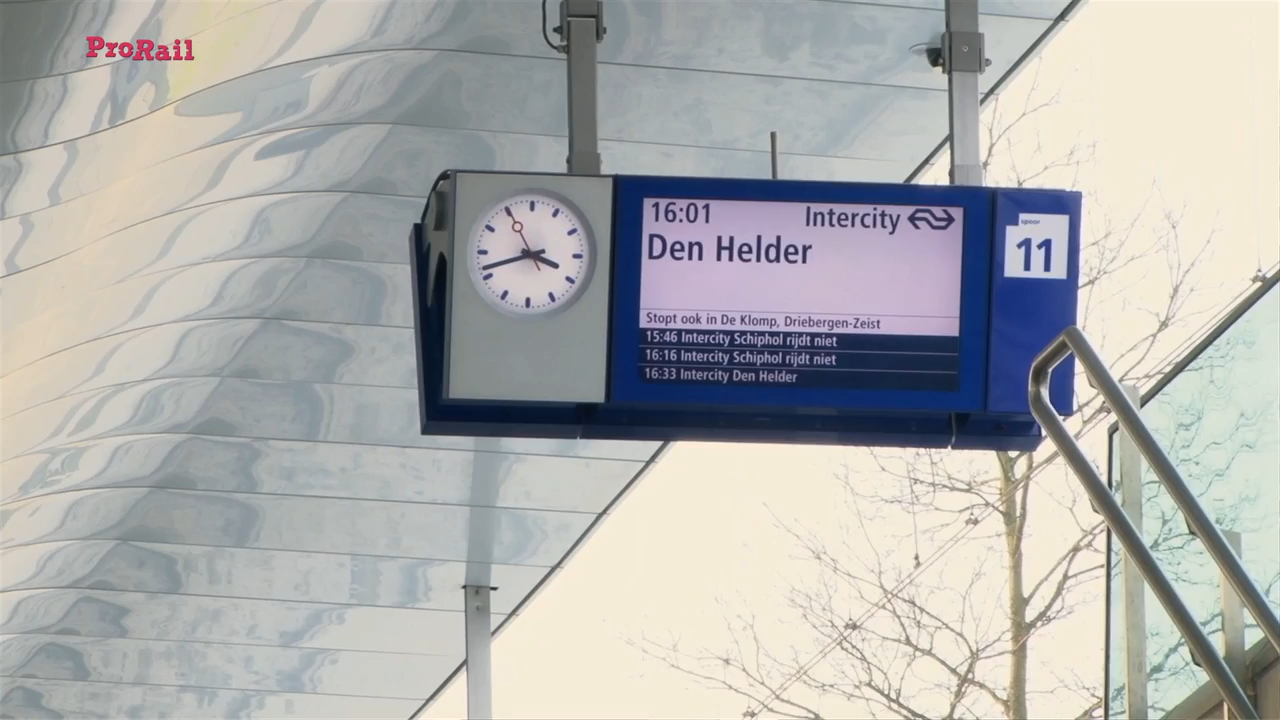 ProRail
16:01 Intercity
Den Helder
Stopt ook in De Klomp, Driebergen-Zeist
15:46 Intercity Schiphol rijdt niet
16:16 Intercity Schiphol rijdt niet
16:33 Intercity Den Helder
spoor
11